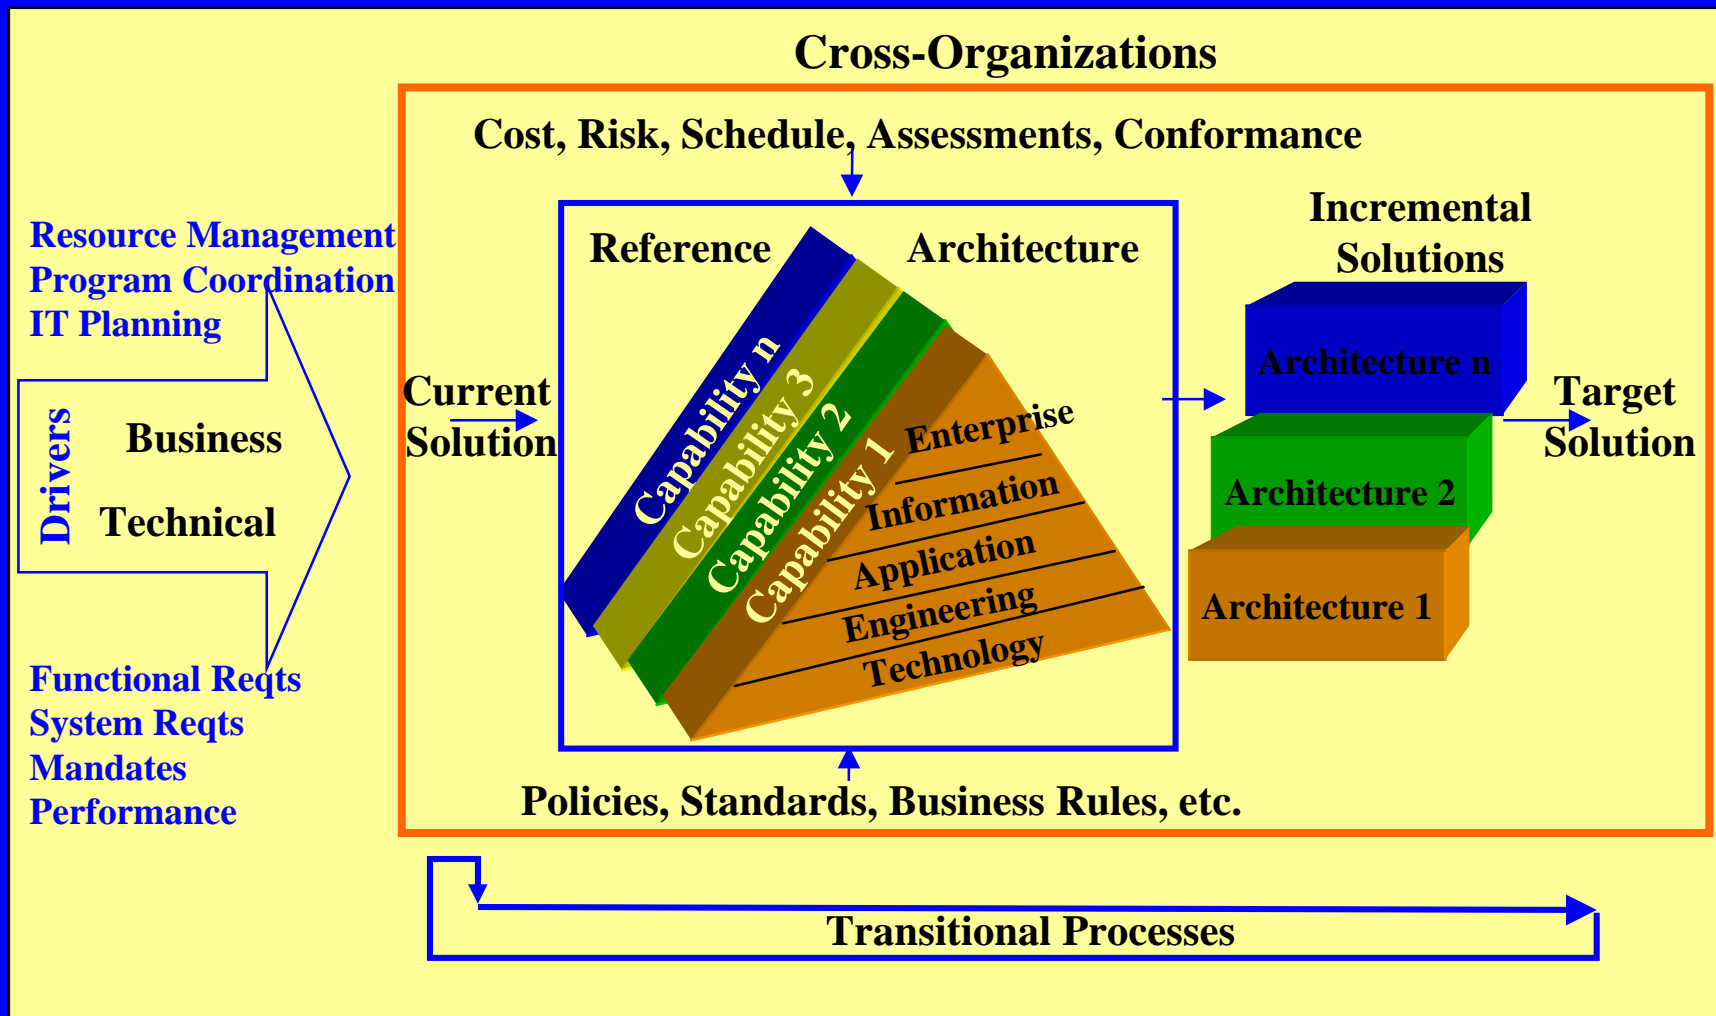 Cross-Organizations
Cost, Risk, Schedule, Assessments, Conformance
Resource Management
Program Coordination
IT Planning
Drivers
Business
Technical
Functional Reqts
System Reqts
Mandates
Performance
Current
Solution
Reference Architecture
Capability n
Capability 3
Capability 2
Capability 1
Enterprise
Information
Application
Engineering
Technology
Incremental
Solutions
Architecture n
Architecture 2
Architecture 1
Target
Solution
Policies, Standards, Business Rules, etc.
Transitional Processes